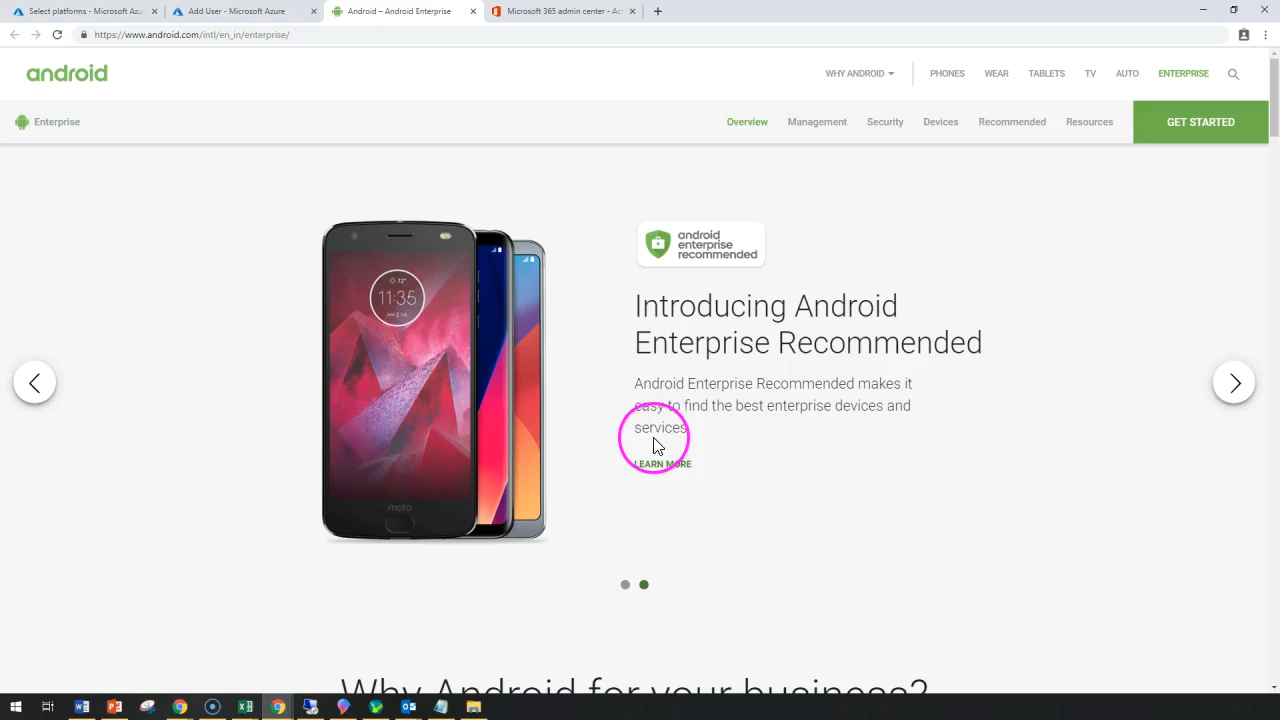 Select platforms - Microsoft Azu
Add User - Microsoft Azure
Android – Android Enterprise
Microsoft 365 admin center - Ac
https://www.android.com/intl/en_in/enterprise/
android
WHY ANDROID
PHONES
WEAR
TABLETS
TV
AUTO
ENTERPRISE
Enterprise
Overview
Management
Security
Devices
Recommended
Resources
GET STARTED
android
enterprise
recommended
Introducing Android
Enterprise Recommended
Android Enterprise Recommended makes it
easy to find the best enterprise devices and
services.
LEARN MORE
72°
11:35
moto
Why Android for your business?